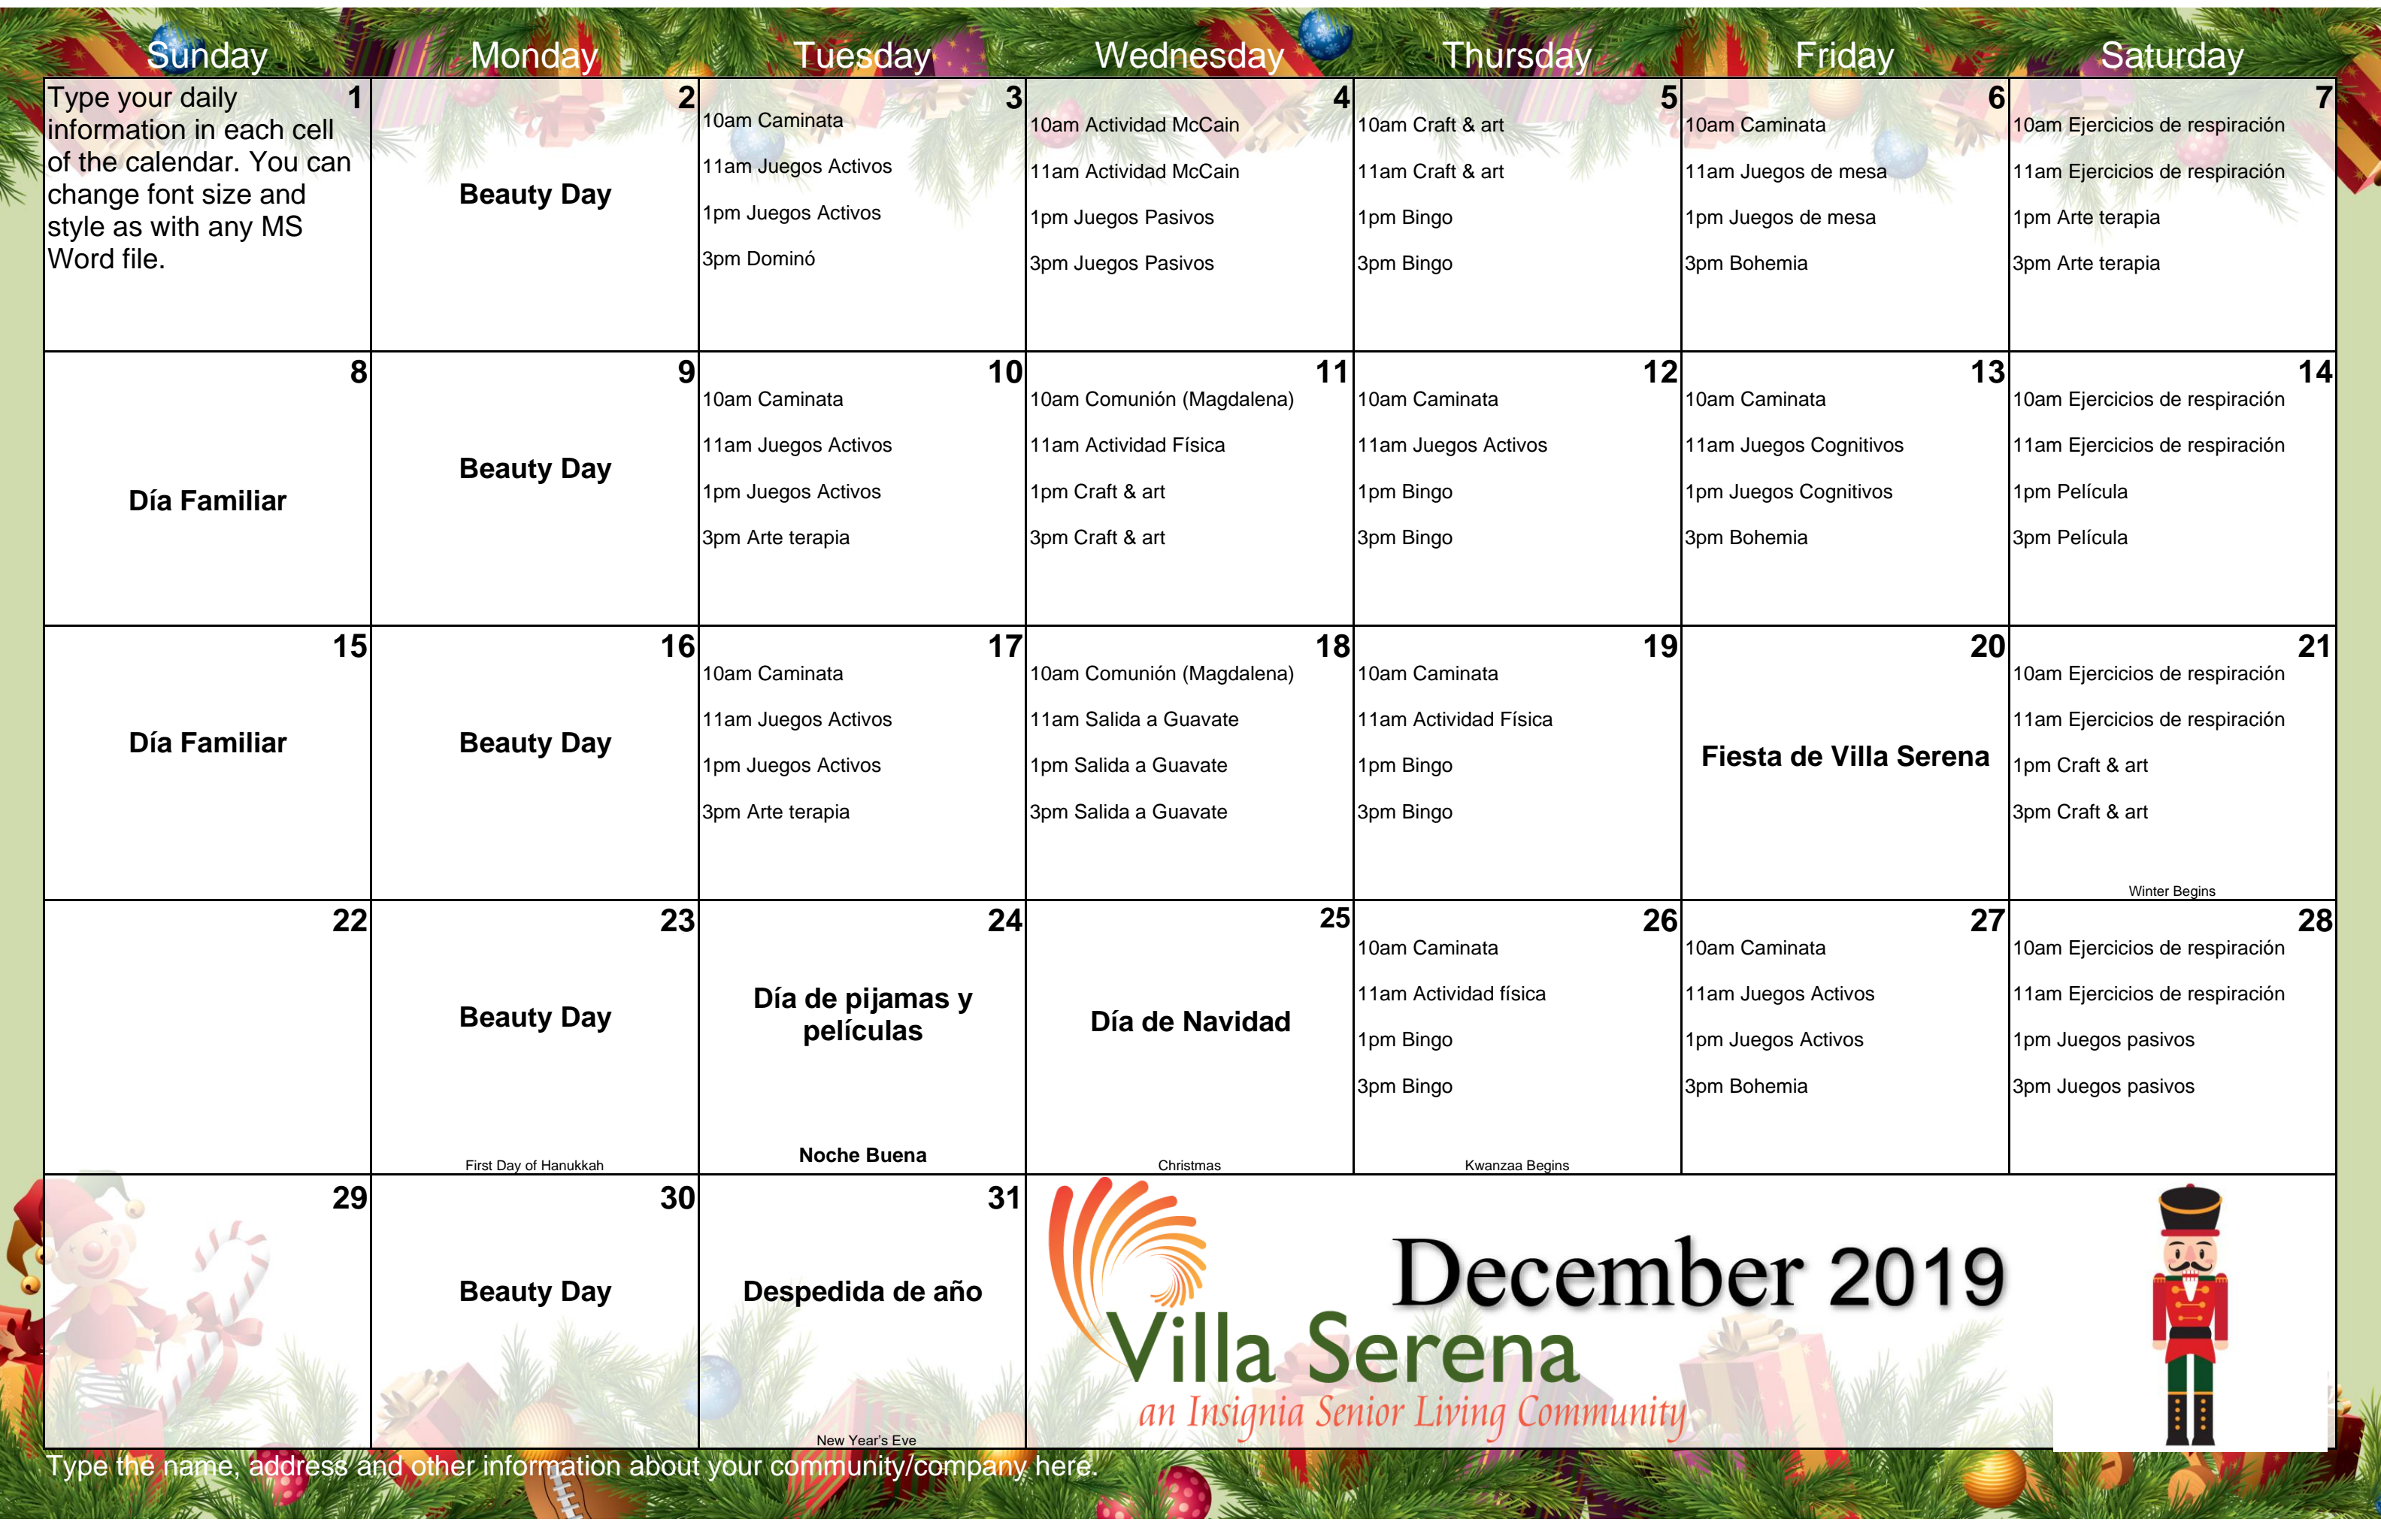 Sunday Monday Tuesday Wednesday Thursday Friday Saturday
1
Type your daily
information in each cell
of the calendar. You can
change font size and
style as with any MS
Word file.
2
Beauty Day
3
10am Caminata
11am Juegos Activos
1pm Juegos Activos
3pm Dominó
4
10am Actividad McCain
11am Actividad McCain
1pm Juegos Pasivos
3pm Juegos Pasivos
5
10am Craft & art
11am Craft & art
1pm Bingo
3pm Bingo
6
10am Caminata
11am Juegos de mesa
1pm Juegos de mesa
3pm Bohemia
7
10am Ejercicios de respiración
11am Ejercicios de respiración
1pm Arte terapia
3pm Arte terapia
8
Día Familiar
9
Beauty Day
10
10am Caminata
11am Juegos Activos
1pm Juegos Activos
3pm Arte terapia
11
10am Comunión (Magdalena)
11am Actividad Física
1pm Craft & art
3pm Craft & art
12
10am Caminata
11am Juegos Activos
1pm Bingo
3pm Bingo
13
10am Caminata
11am Juegos Cognitivos
1pm Juegos Cognitivos
3pm Bohemia
14
10am Ejercicios de respiración
11am Ejercicios de respiración
1pm Película
3pm Película
15
Día Familiar
16
Beauty Day
17
10am Caminata
11am Juegos Activos
1pm Juegos Activos
3pm Arte terapia
18
10am Comunión (Magdalena)
11am Salida a Guavate
1pm Salida a Guavate
3pm Salida a Guavate
19
10am Caminata
11am Actividad Física
1pm Bingo
3pm Bingo
20
Fiesta de Villa Serena
21
10am Ejercicios de respiración
11am Ejercicios de respiración
1pm Craft & art
3pm Craft & art
Winter Begins
22
23
Beauty Day
First Day of Hanukkah
24
Día de pijamas y
películas
Noche Buena
25
Día de Navidad
Christmas
26
10am Caminata
11am Actividad física
1pm Bingo
3pm Bingo
Kwanzaa Begins
27
10am Caminata
11am Juegos Activos
1pm Juegos Activos
3pm Bohemia
28
10am Ejercicios de respiración
11am Ejercicios de respiración
1pm Juegos pasivos
3pm Juegos pasivos
29
30
Beauty Day
31
Despedida de año
New Year's Eve
December 2019
Villa Serena
an Insignia Senior Living Community
Type the name, address and other information about your community/company here.